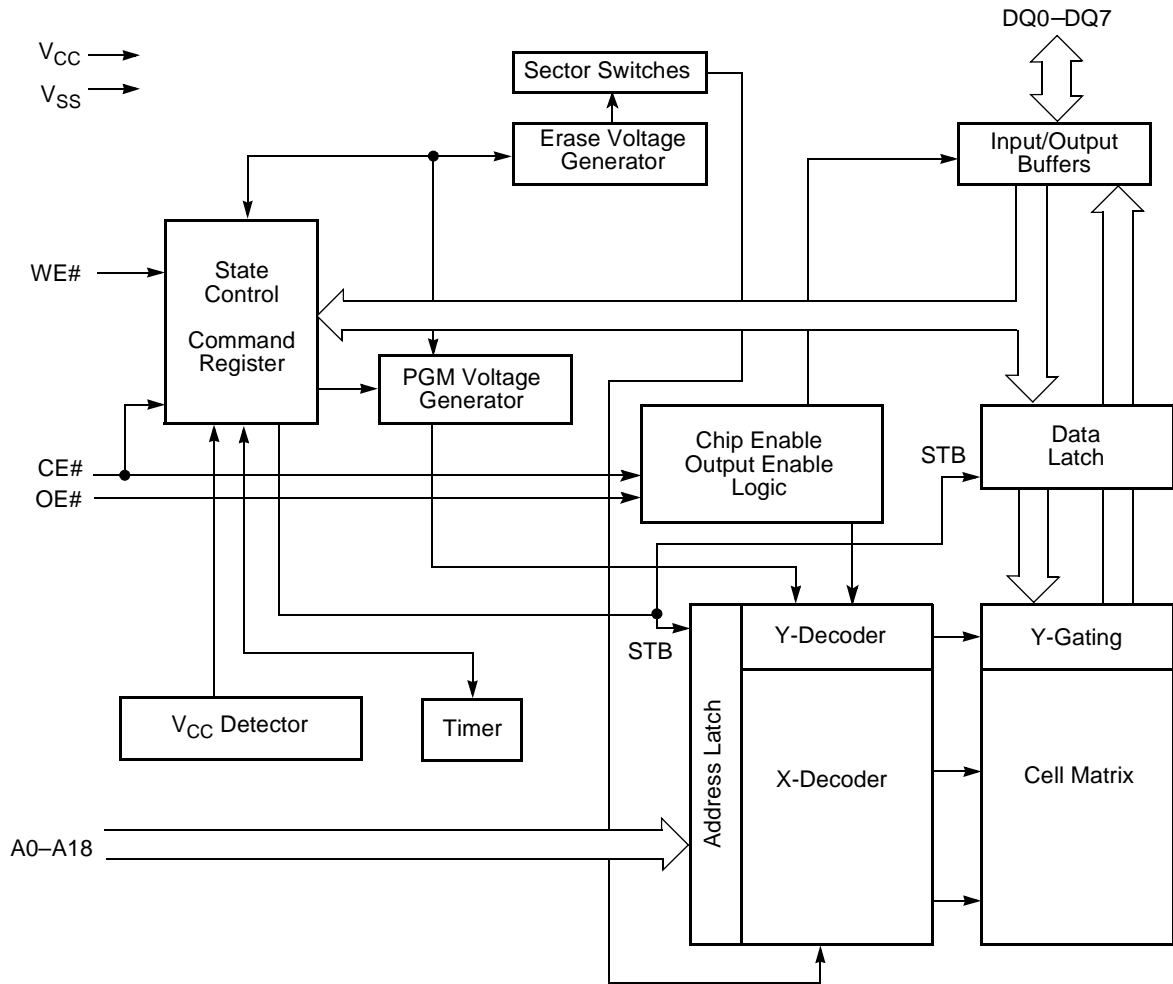 DQ0–DQ7
VCC
VSS
Sector Switches
Erase Voltage
Generator
Input/Output
Buffers
WE#
State
Control
Command
Register
PGM Voltage
Generator
Chip Enable
Output Enable
Logic
STB
Data
Latch
CE#
OE#
STB
Y-Decoder
Y-Gating
VCC Detector
Timer
Address Latch
X-Decoder
Cell Matrix
A0–A18